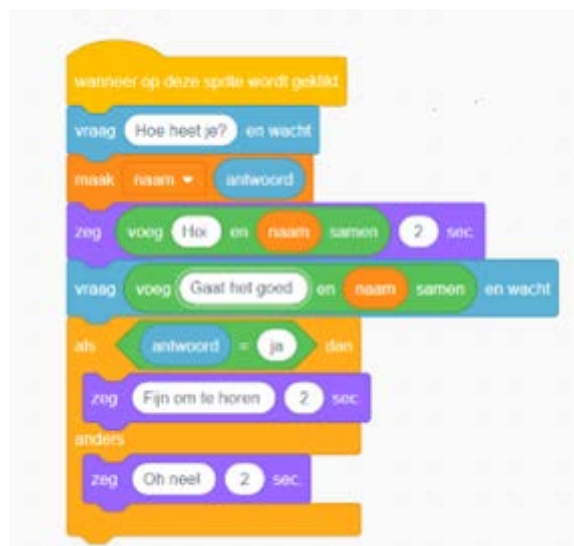 wanneer op deze sprite wordt geklikt
vraag Hoe heet je? en wacht
maak naam antwoord
zeg voeg Hoi en naam samen 2 sec.
vraag voeg Gaat het goed en naam samen en wacht
als antwoord = ja dan
zeg Fijn om te horen 2 sec.
anders
zeg Oh nee! 2 sec.